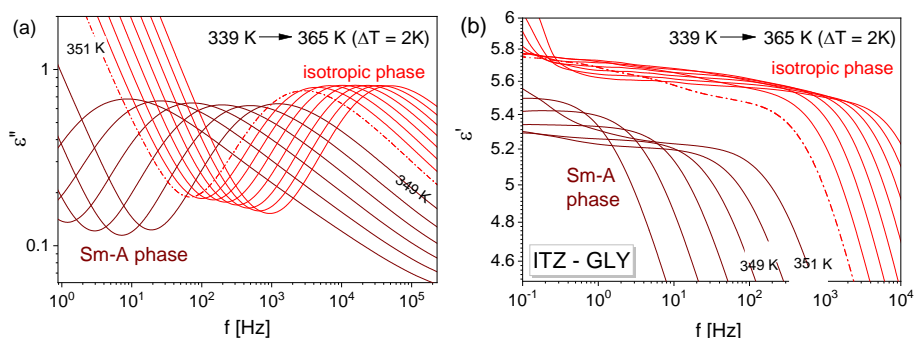 (a)
339 K → 365 K (ΔT = 2K)
351 K
isotropic phase
349 K
Sm-A phase
ε''
1
0.1
10⁰ 10¹ 10² 10³ 10⁴ 10⁵
f [Hz]
(b)
339 K → 365 K (ΔT = 2K)
isotropic phase
Sm-A
phase
349 K
351 K
ITZ - GLY
ε'
6
5.8
5.6
5.4
5.2
5
4.8
4.6
10⁻¹ 10⁰ 10¹ 10² 10³ 10⁴
f [Hz]